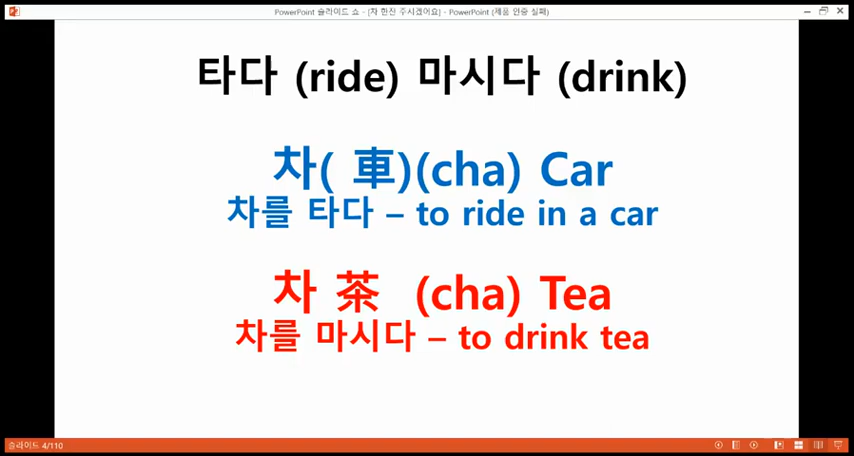 PowerPoint 슬라이드 쇼 - [차 한잔 주시겠어요] - PowerPoint (제품 인증 실패)
타다 (ride) 마시다 (drink)
차( 車)(cha) Car
차를 타다 – to ride in a car
차 茶 (cha) Tea
차를 마시다 – to drink tea
슬라이드 4/110